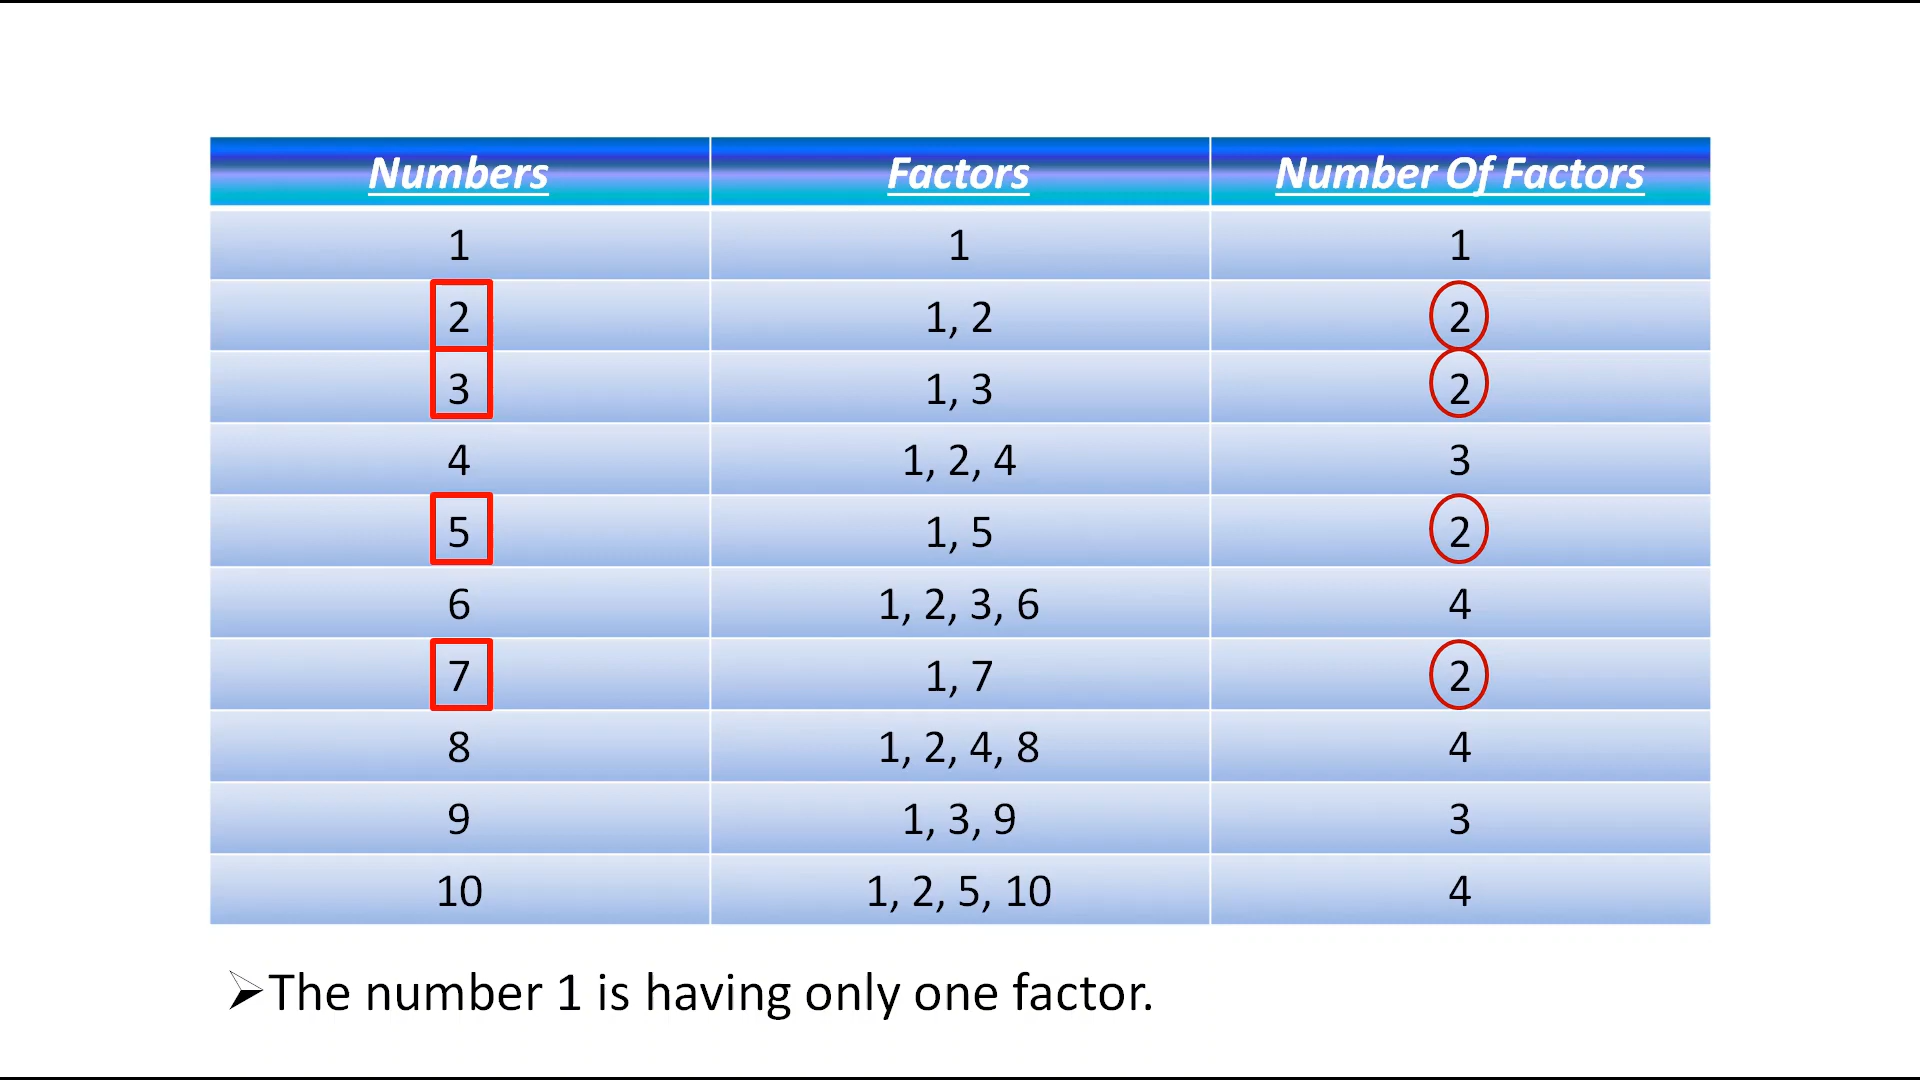 Numbers Factors Number Of Factors
1 1 1
2 1, 2 2
3 1, 3 2
4 1, 2, 4 3
5 1, 5 2
6 1, 2, 3, 6 4
7 1, 7 2
8 1, 2, 4, 8 4
9 1, 3, 9 3
10 1, 2, 5, 10 4
➢The number 1 is having only one factor.